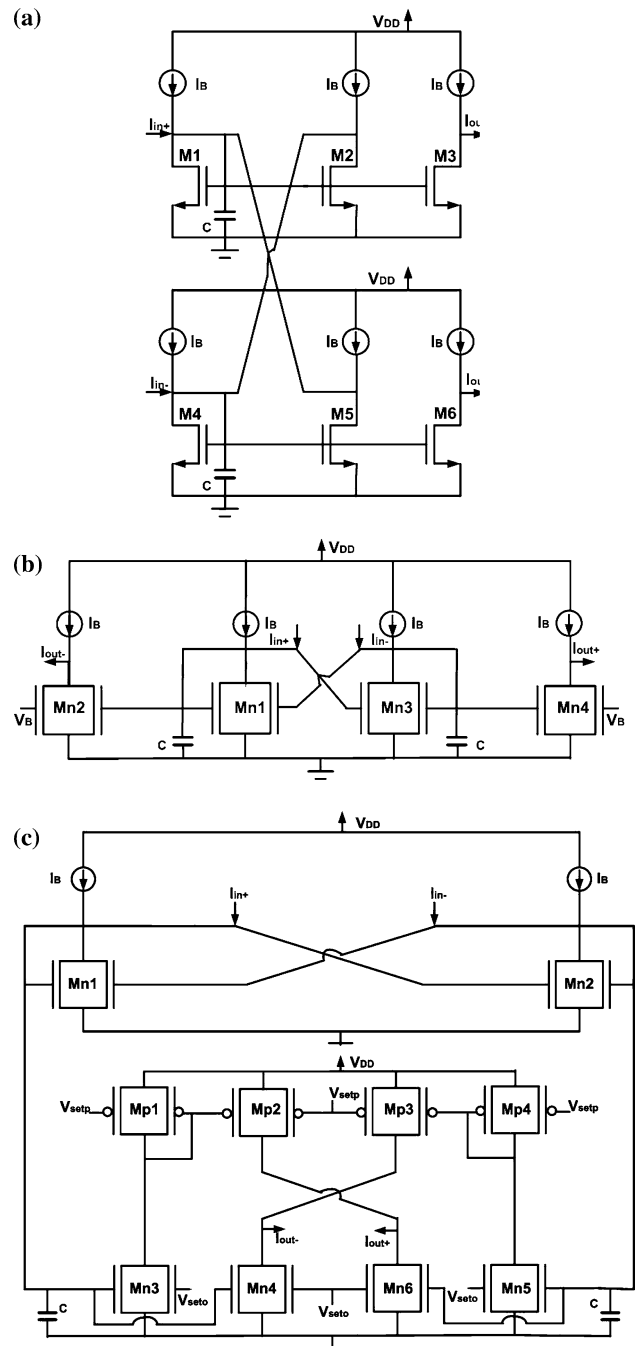 (a)
VDD
IB IB IB
Iin+ Iou
M1 M2 M3
C
VDD
IB IB IB
Iin- Iou
M4 M5 M6
C
(b)
VDD
IB IB IB IB
Iout- Iin+ Iin- Iout+
VB Mn2 Mn1 Mn3 Mn4 VB
C C
(c)
VDD
IB IB
Iin+ Iin-
Mn1 Mn2
VDD
Vsetp Mp1 Mp2 Vsetp Mp3 Mp4 Vsetp
Iout- Iout+
Mn3 Vseto Mn4 Vseto Mn6 Vseto Mn5
C C